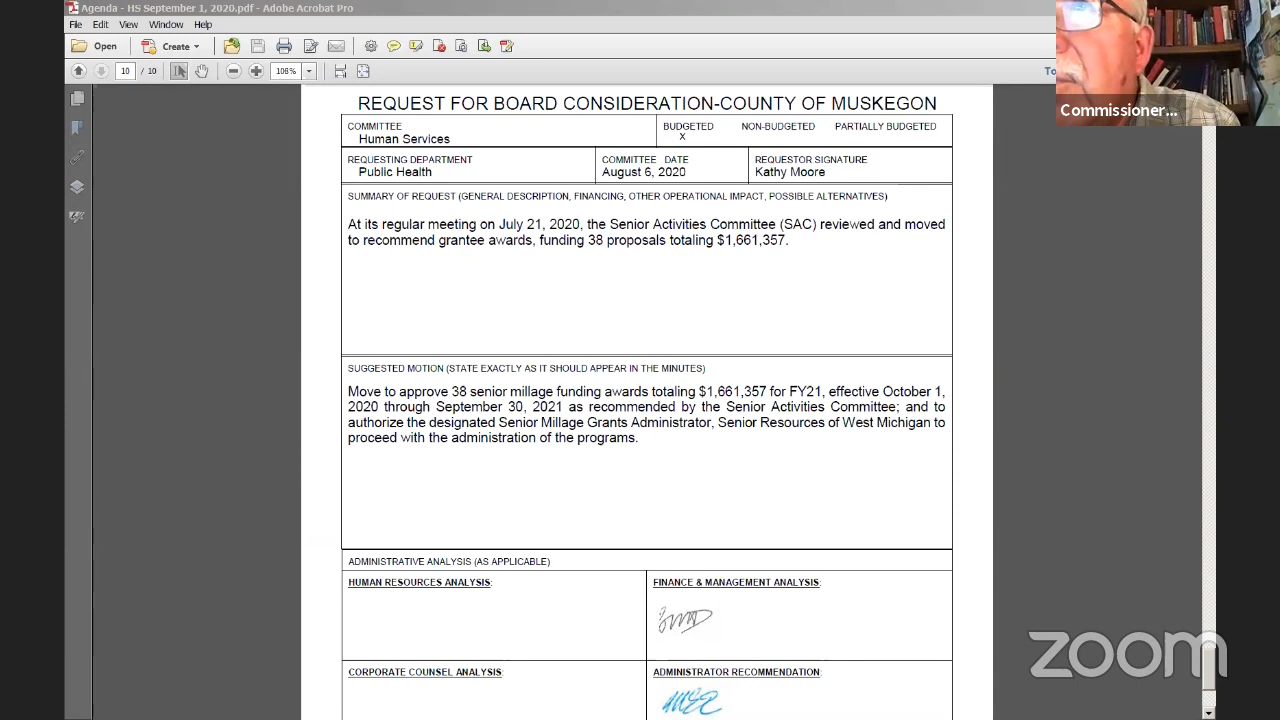 Agenda - HS September 1, 2020.pdf - Adobe Acrobat Pro
File Edit View Window Help
Open Create
10 / 10 108% To
Commissioner...
REQUEST FOR BOARD CONSIDERATION-COUNTY OF MUSKEGON
COMMITTEE
Human Services
BUDGETED NON-BUDGETED PARTIALLY BUDGETED
X
REQUESTING DEPARTMENT
Public Health
COMMITTEE DATE
August 6, 2020
REQUESTOR SIGNATURE
Kathy Moore
SUMMARY OF REQUEST (GENERAL DESCRIPTION, FINANCING, OTHER OPERATIONAL IMPACT, POSSIBLE ALTERNATIVES)
At its regular meeting on July 21, 2020, the Senior Activities Committee (SAC) reviewed and moved
to recommend grantee awards, funding 38 proposals totaling $1,661,357.
SUGGESTED MOTION (STATE EXACTLY AS IT SHOULD APPEAR IN THE MINUTES)
Move to approve 38 senior millage funding awards totaling $1,661,357 for FY21, effective October 1,
2020 through September 30, 2021 as recommended by the Senior Activities Committee; and to
authorize the designated Senior Millage Grants Administrator, Senior Resources of West Michigan to
proceed with the administration of the programs.
ADMINISTRATIVE ANALYSIS (AS APPLICABLE)
HUMAN RESOURCES ANALYSIS:
FINANCE & MANAGEMENT ANALYSIS:
CORPORATE COUNSEL ANALYSIS:
ADMINISTRATOR RECOMMENDATION:
zoom